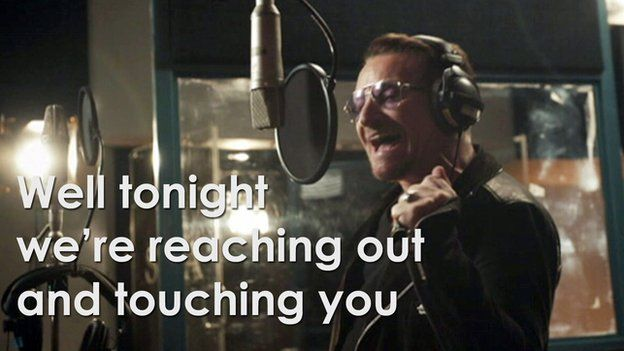 Well tonight
we're reaching out
and touching you